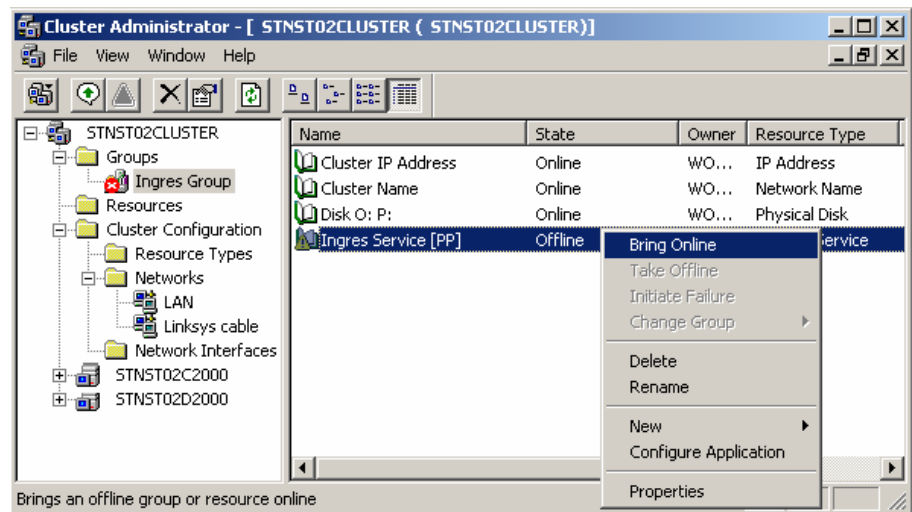 Cluster Administrator - [ STNST02CLUSTER ( STNST02CLUSTER)]
File View Window Help
STNST02CLUSTER
Groups
Ingres Group
Resources
Cluster Configuration
Resource Types
Networks
LAN
Linksys cable
Network Interfaces
STNST02C2000
STNST02D2000
Name State Owner Resource Type
Cluster IP Address Online WO... IP Address
Cluster Name Online WO... Network Name
Disk O: P: Online WO... Physical Disk
Ingres Service [PP] Offline ervice
Bring Online
Take Offline
Initiate Failure
Change Group
Delete
Rename
New
Configure Application
Properties
Brings an offline group or resource online